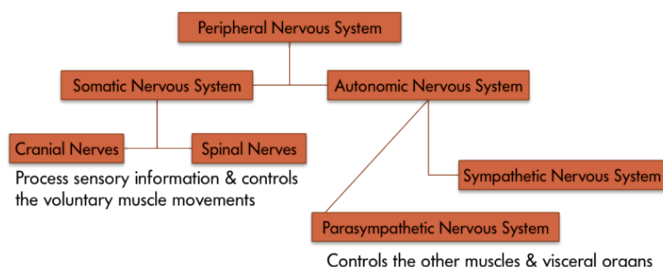 Peripheral Nervous System
Somatic Nervous System
Autonomic Nervous System
Cranial Nerves
Spinal Nerves
Process sensory information & controls
the voluntary muscle movements
Sympathetic Nervous System
Parasympathetic Nervous System
Controls the other muscles & visceral organs